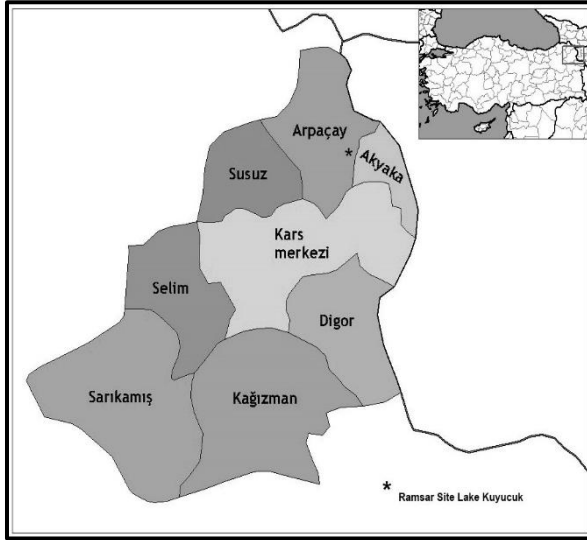 Arpaçay
*
Akyaka
Susuz
Kars
merkezi
Selim
Digor
Sarıkamış
Kağızman
*
Ramsar Site Lake Kuyucuk